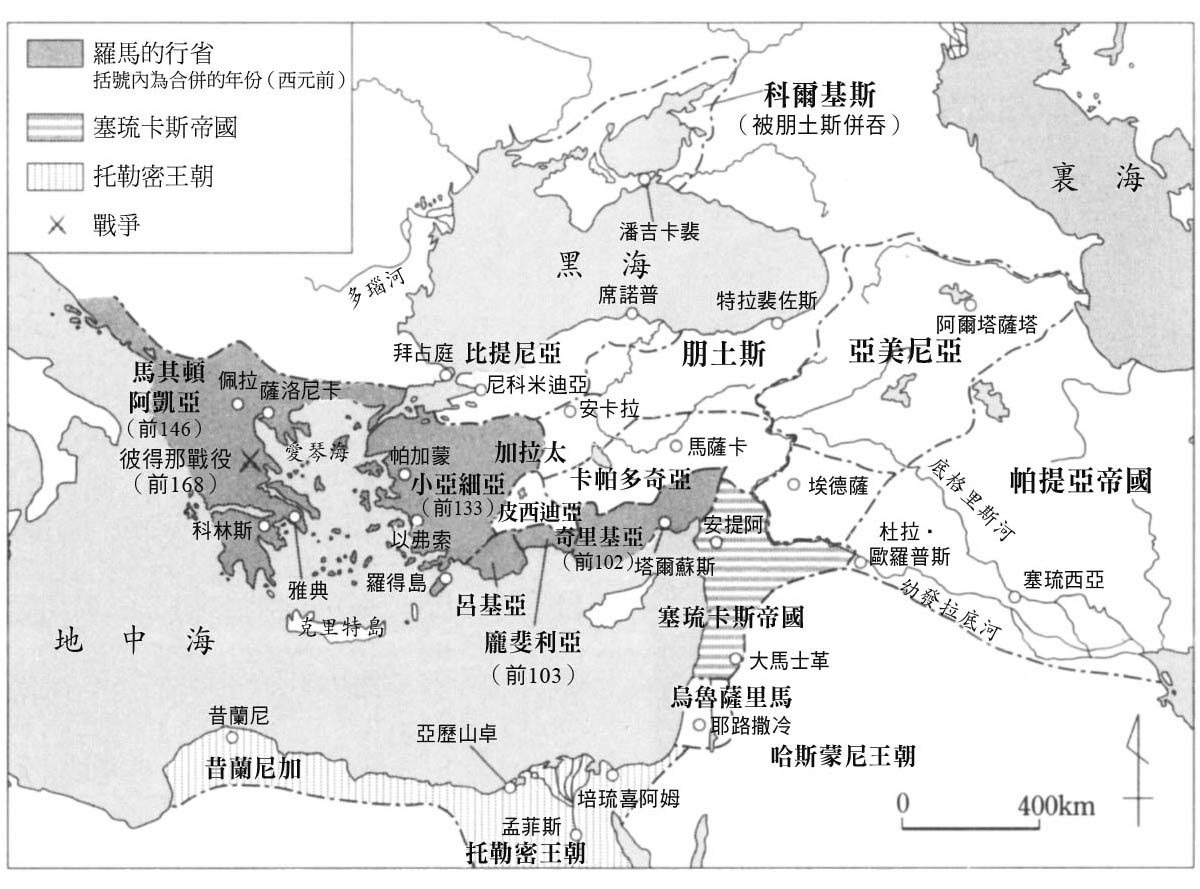 羅馬的行省
括號內為合併的年份（西元前）
塞琉卡斯帝國
托勒密王朝
戰爭
科爾基斯
（被朋土斯併吞）
裏海
潘吉卡裴
黑海
多瑙河
席諾普
特拉裴佐斯
阿爾塔薩塔
拜占庭
比提尼亞
朋土斯
亞美尼亞
尼科米迪亞
馬其頓
阿凱亞
（前146）
佩拉
薩洛尼卡
安卡拉
愛琴海
彼得那戰役
（前168）
帕加蒙
加拉太
馬薩卡
小亞細亞
（前133）
卡帕多奇亞
埃德薩
底格里斯河
帕提亞帝國
皮西迪亞
科林斯
以弗索
奇里基亞
（前102）
安提阿
杜拉・
歐羅普斯
塔爾蘇斯
雅典
羅得島
塞琉西亞
呂基亞
幼發拉底河
克里特島
塞琉卡斯帝國
地中海
龐斐利亞
（前103）
大馬士革
烏魯薩里馬
耶路撒冷
昔蘭尼
亞歷山卓
哈斯蒙尼王朝
昔蘭尼加
培琉喜阿姆
孟菲斯
托勒密王朝
0
400km